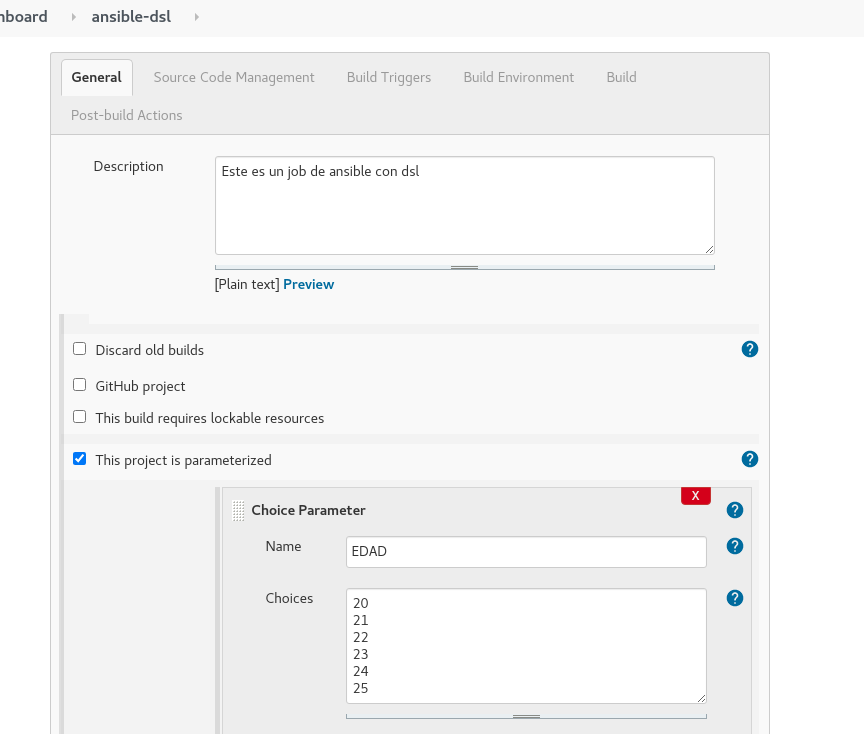 ansible-dsl
General
Source Code Management
Build Triggers
Build Environment
Build
Post-build Actions
Description
Este es un job de ansible con dsl
[Plain text] Preview
Discard old builds
?
GitHub project
This build requires lockable resources
This project is parameterized
?
X
Choice Parameter
?
Name
EDAD
?
Choices
20
21
22
23
24
25
?